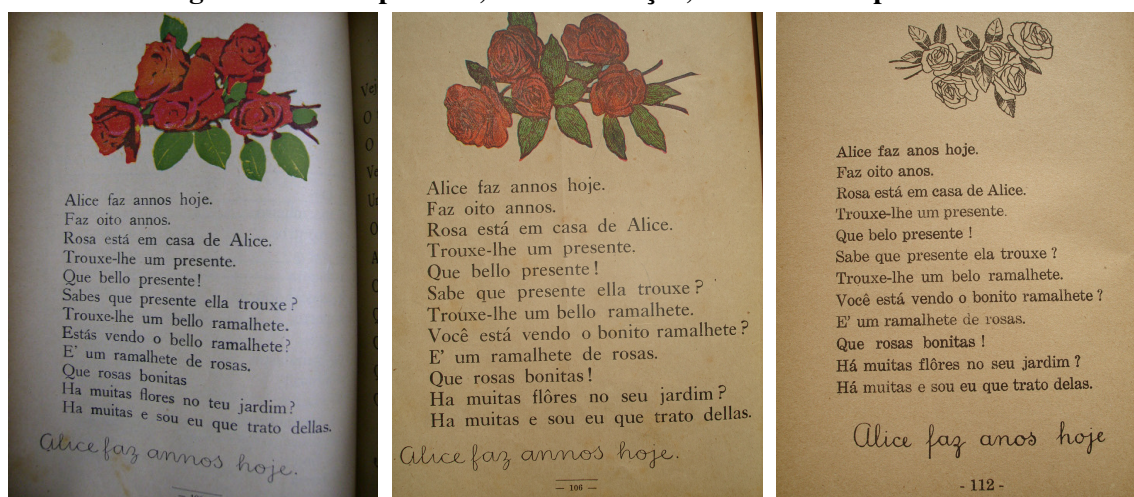 Alice faz annos hoje.
Faz oito annos.
Rosa está em casa de Alice.
Trouxe-lhe um presente.
Que bello presente!
Sabes que presente ella trouxe?
Trouxe-lhe um bello ramalhete.
Estás vendo o bello ramalhete?
E' um ramalhete de rosas.
Que rosas bonitas
Ha muitas flores no teu jardim?
Ha muitas e sou eu que trato dellas.
Alice faz annos hoje.
Alice faz annos hoje.
Faz oito annos.
Rosa está em casa de Alice.
Trouxe-lhe um presente.
Que bello presente!
Sabe que presente ella trouxe?
Trouxe-lhe um bello ramalhete.
Você está vendo o bonito ramalhete?
E' um ramalhete de rosas.
Que rosas bonitas!
Ha muitas flôres no seu jardim?
Ha muitas e sou eu que trato dellas.
Alice faz annos hoje.
— 106 —
Alice faz anos hoje.
Faz oito anos.
Rosa está em casa de Alice.
Trouxe-lhe um presente.
Que belo presente !
Sabe que presente ela trouxe ?
Trouxe-lhe um belo ramalhete.
Você está vendo o bonito ramalhete ?
E' um ramalhete de rosas.
Que rosas bonitas !
Há muitas flôres no seu jardim ?
Há muitas e sou eu que trato delas.
Alice faz anos hoje
- 112 -